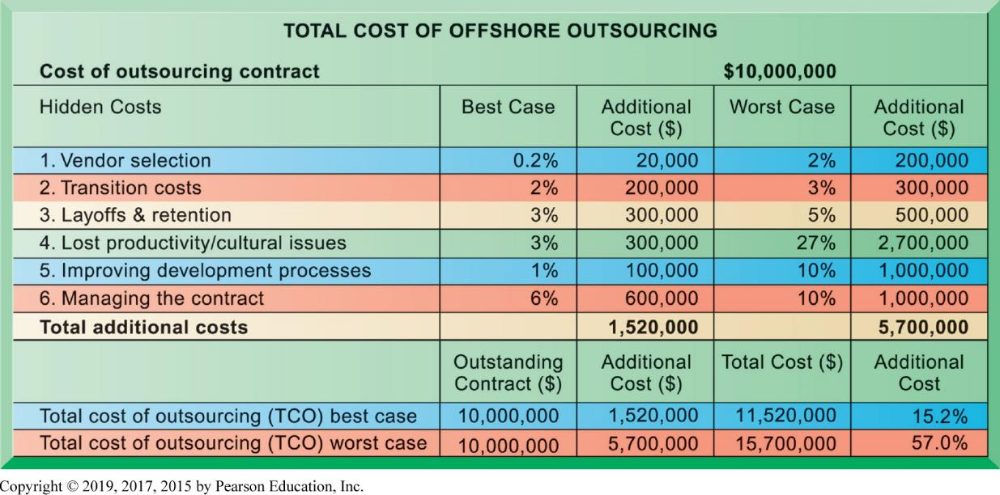 TOTAL COST OF OFFSHORE OUTSOURCING
Cost of outsourcing contract $10,000,000
Hidden Costs Best Case Additional Worst Case Additional
Cost ($) Cost ($)
1. Vendor selection 0.2% 20,000 2% 200,000
2. Transition costs 2% 200,000 3% 300,000
3. Layoffs & retention 3% 300,000 5% 500,000
4. Lost productivity/cultural issues 3% 300,000 27% 2,700,000
5. Improving development processes 1% 100,000 10% 1,000,000
6. Managing the contract 6% 600,000 10% 1,000,000
Total additional costs 1,520,000 5,700,000
Outstanding Additional Total Cost ($) Additional
Contract ($) Cost ($) Cost
Total cost of outsourcing (TCO) best case 10,000,000 1,520,000 11,520,000 15.2%
Total cost of outsourcing (TCO) worst case 10,000,000 5,700,000 15,700,000 57.0%
Copyright © 2019, 2017, 2015 by Pearson Education, Inc.